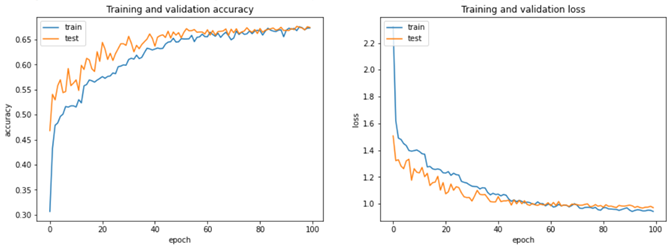 Training and validation accuracy
train
test
0.65
0.60
0.55
0.50
0.45
0.40
0.35
0.30
accuracy
0 20 40 60 80 100
epoch
Training and validation loss
train
test
2.2
2.0
1.8
1.6
1.4
1.2
1.0
loss
0 20 40 60 80 100
epoch